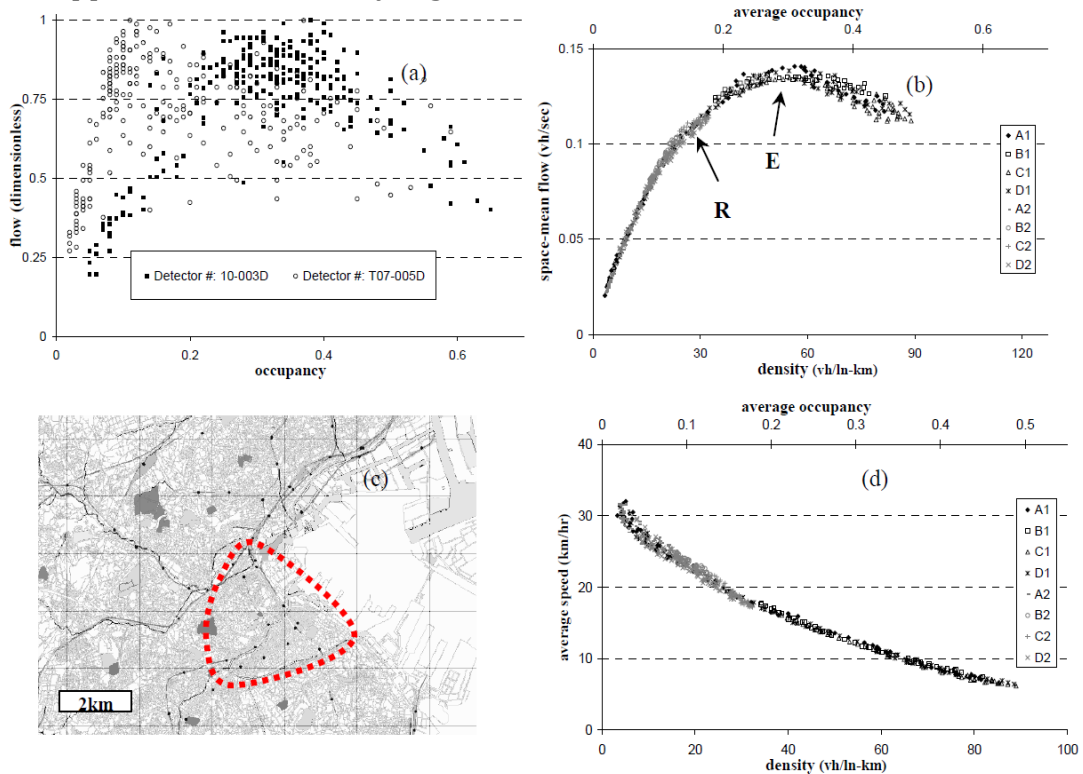 (a)
flow (dimensionless)
1
0.75
0.5
0.25
0
Detector #: 10-003D
Detector #: T07-005D
0
0.2
0.4
0.6
occupancy
average occupancy
0
0.2
0.4
0.6
(b)
space-mean flow (vh/sec)
0.15
0.1
0.05
0
E
R
A1
B1
C1
D1
A2
B2
C2
D2
0
30
60
90
120
density (vh/ln-km)
(c)
2km
average occupancy
0
0.1
0.2
0.3
0.4
0.5
(d)
average speed (km/hr)
40
30
20
10
0
A1
B1
C1
D1
A2
B2
C2
D2
0
20
40
60
80
100
density (vh/ln-km)